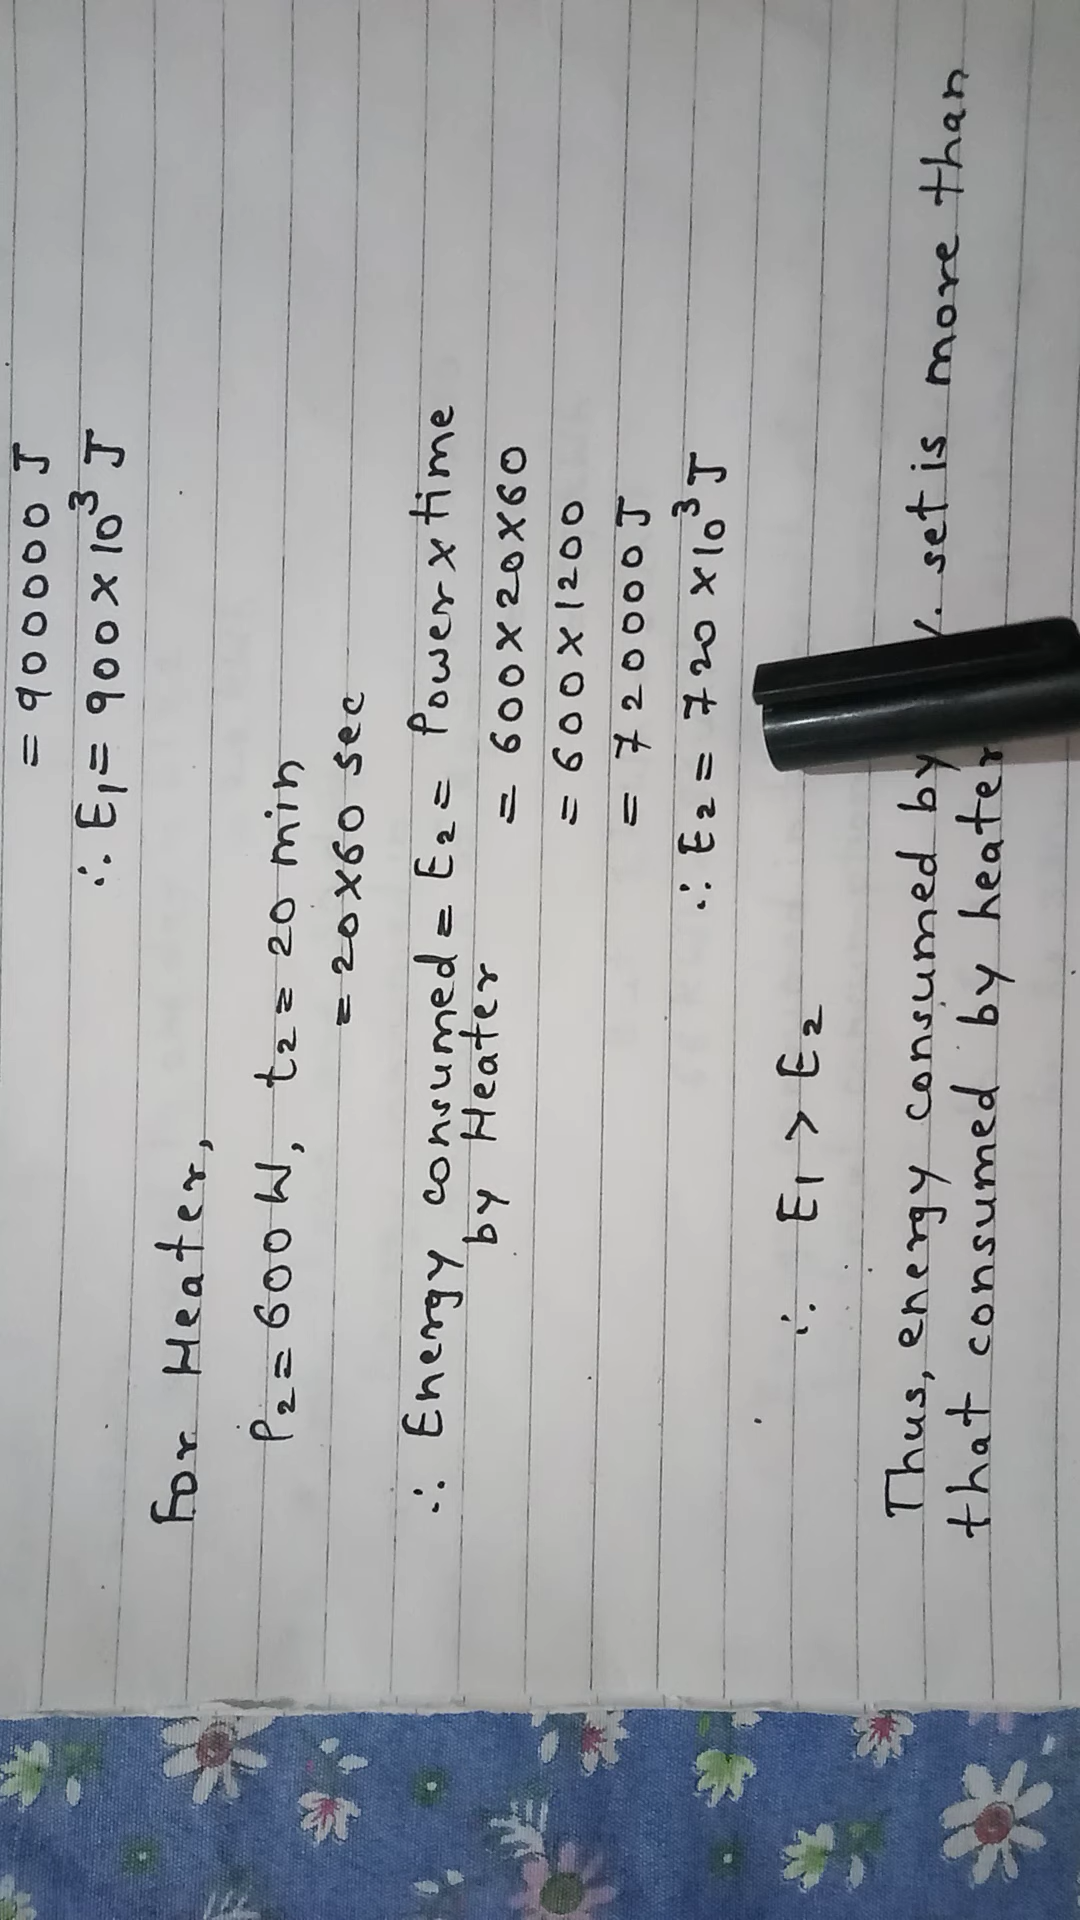 = 900000 J
∴ E₁ = 900 × 10³ J
For Heater,
P₂ = 600 W, t₂ = 20 min
= 20×60 sec
∴ Energy consumed = E₂ = Power × time
by Heater
= 600×20×60
= 600×1200
= 720000 J
∴ E₂ = 720 ×10³ J
∴ E₁ > E₂
Thus, energy consumed by set is more than
that consumed by heater